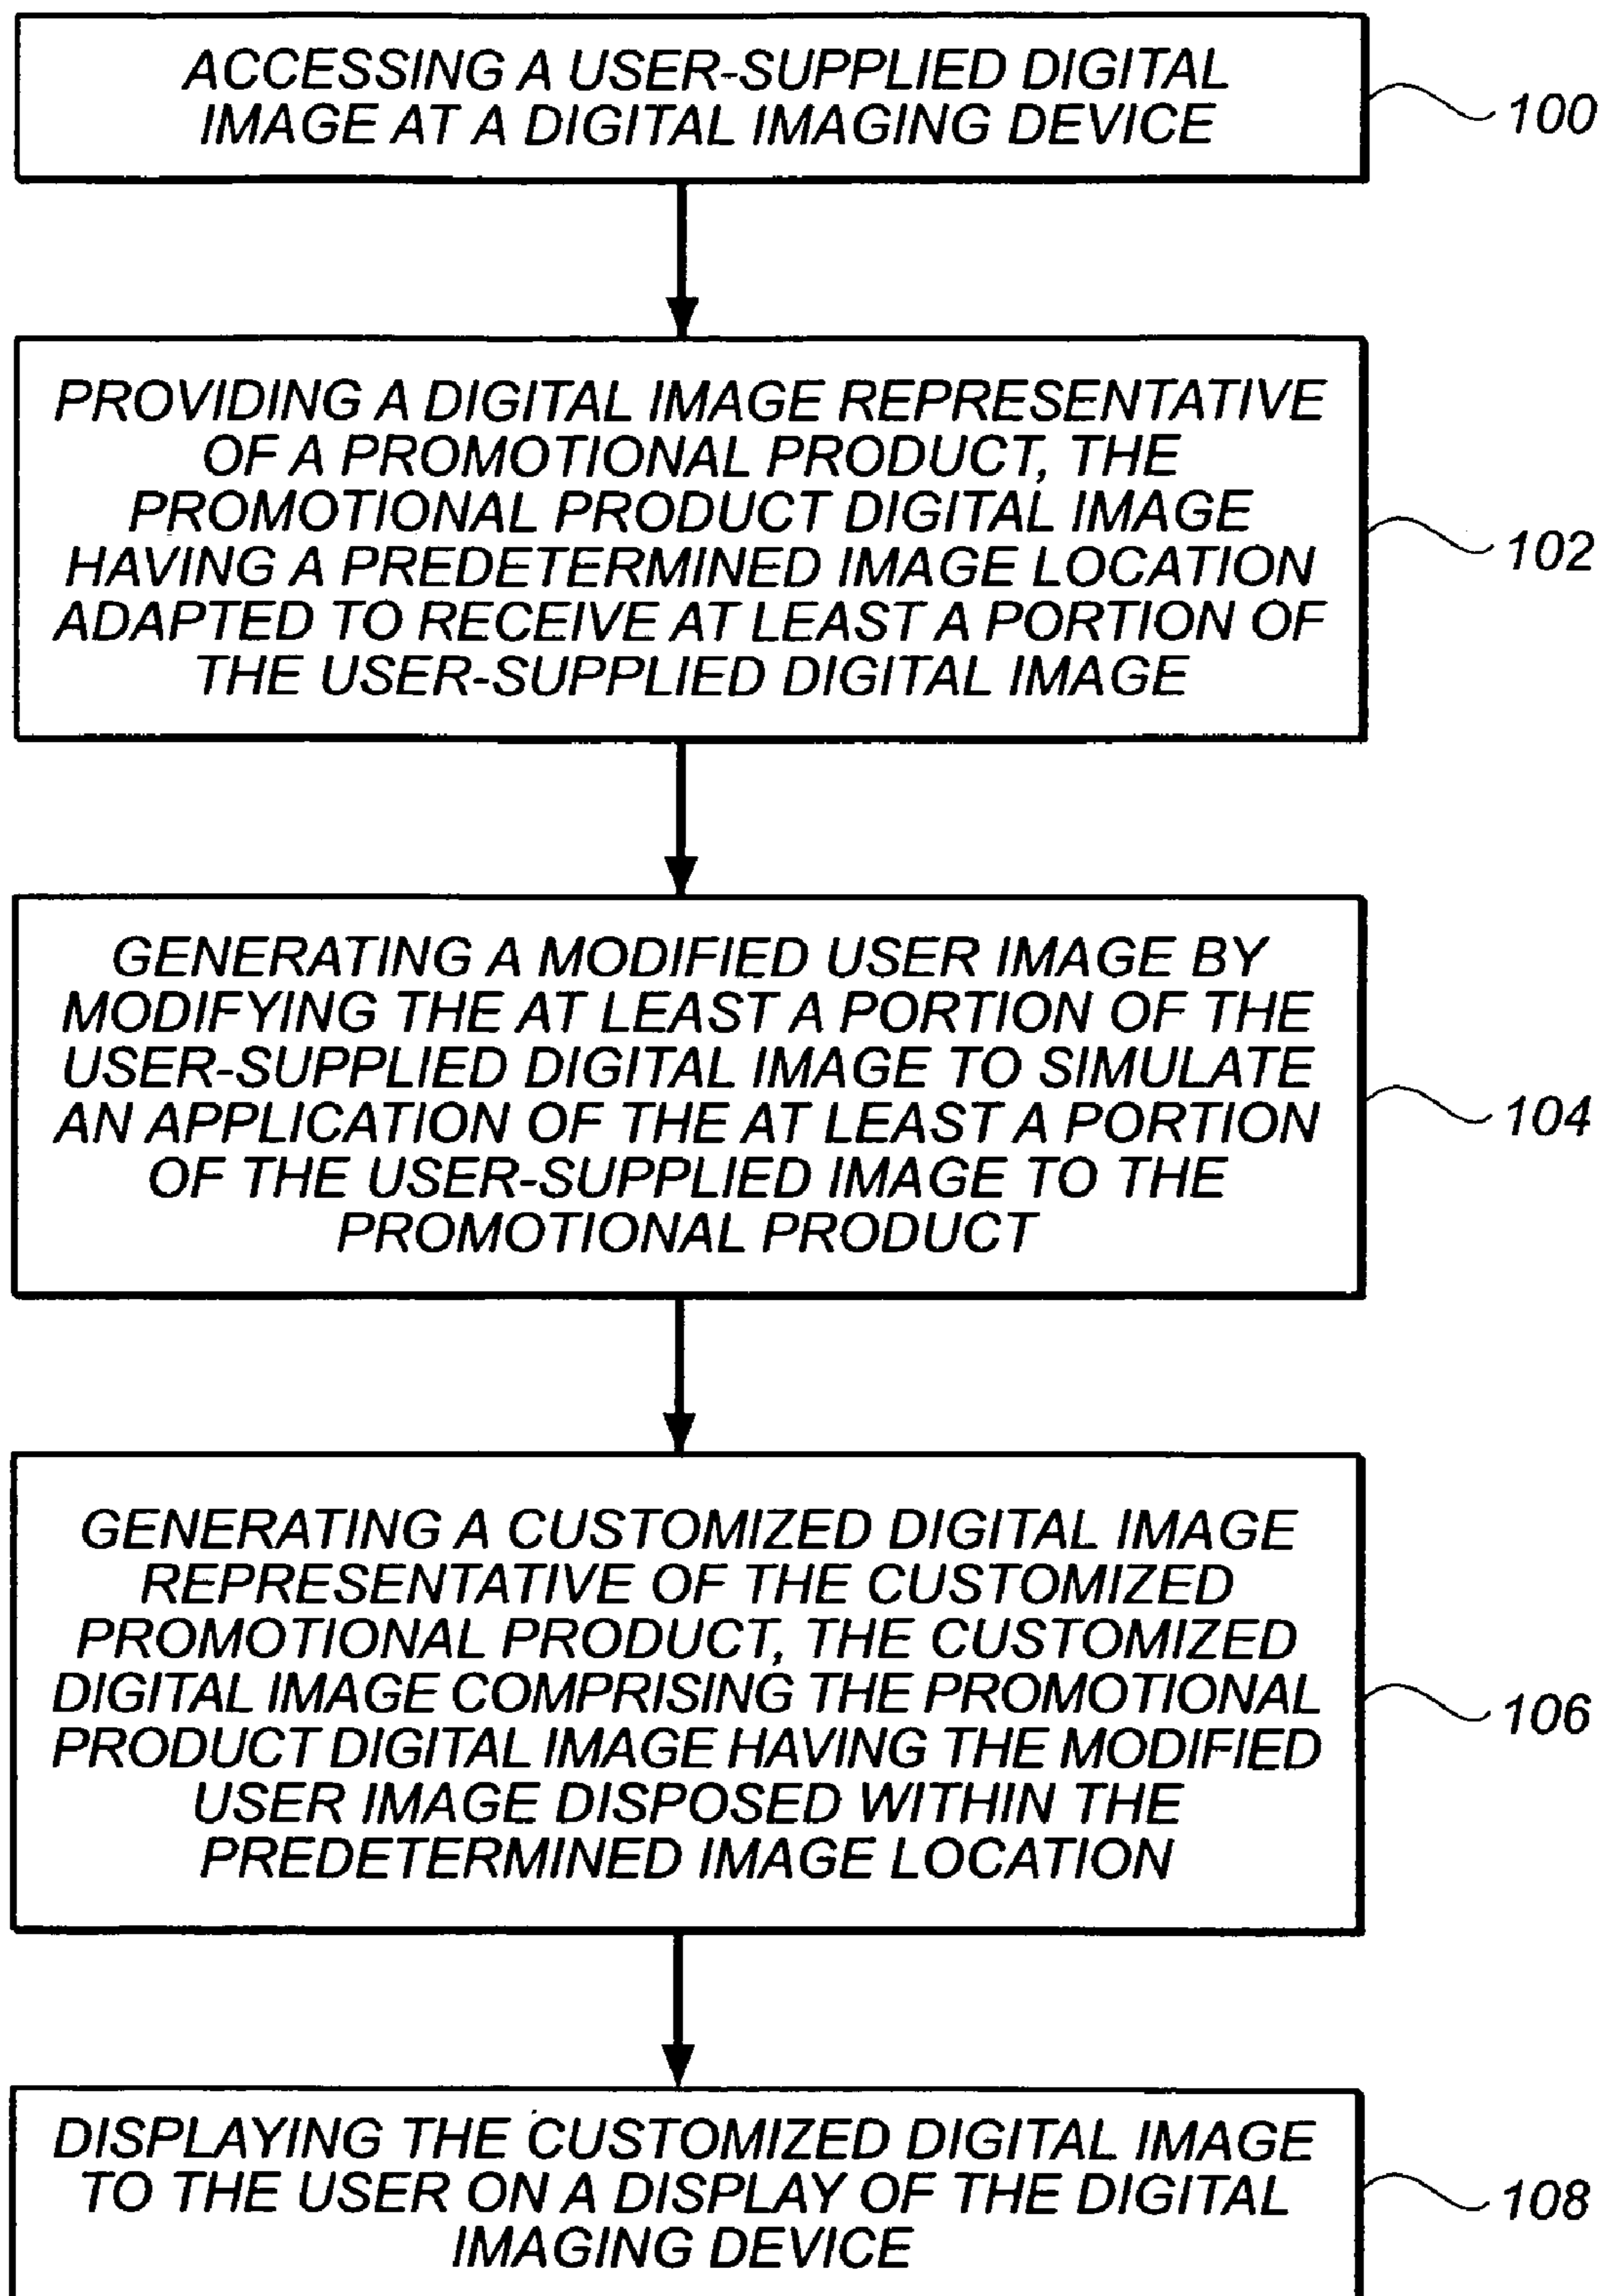 ACCESSING A USER-SUPPLIED DIGITAL
IMAGE AT A DIGITAL IMAGING DEVICE
100
PROVIDING A DIGITAL IMAGE REPRESENTATIVE
OF A PROMOTIONAL PRODUCT, THE
PROMOTIONAL PRODUCT DIGITAL IMAGE
HAVING A PREDETERMINED IMAGE LOCATION
ADAPTED TO RECEIVE AT LEAST A PORTION OF
THE USER-SUPPLIED DIGITAL IMAGE
102
GENERATING A MODIFIED USER IMAGE BY
MODIFYING THE AT LEAST A PORTION OF THE
USER-SUPPLIED DIGITAL IMAGE TO SIMULATE
AN APPLICATION OF THE AT LEAST A PORTION
OF THE USER-SUPPLIED IMAGE TO THE
PROMOTIONAL PRODUCT
104
GENERATING A CUSTOMIZED DIGITAL IMAGE
REPRESENTATIVE OF THE CUSTOMIZED
PROMOTIONAL PRODUCT, THE CUSTOMIZED
DIGITAL IMAGE COMPRISING THE PROMOTIONAL
PRODUCT DIGITAL IMAGE HAVING THE MODIFIED
USER IMAGE DISPOSED WITHIN THE
PREDETERMINED IMAGE LOCATION
106
DISPLAYING THE CUSTOMIZED DIGITAL IMAGE
TO THE USER ON A DISPLAY OF THE DIGITAL
IMAGING DEVICE
108